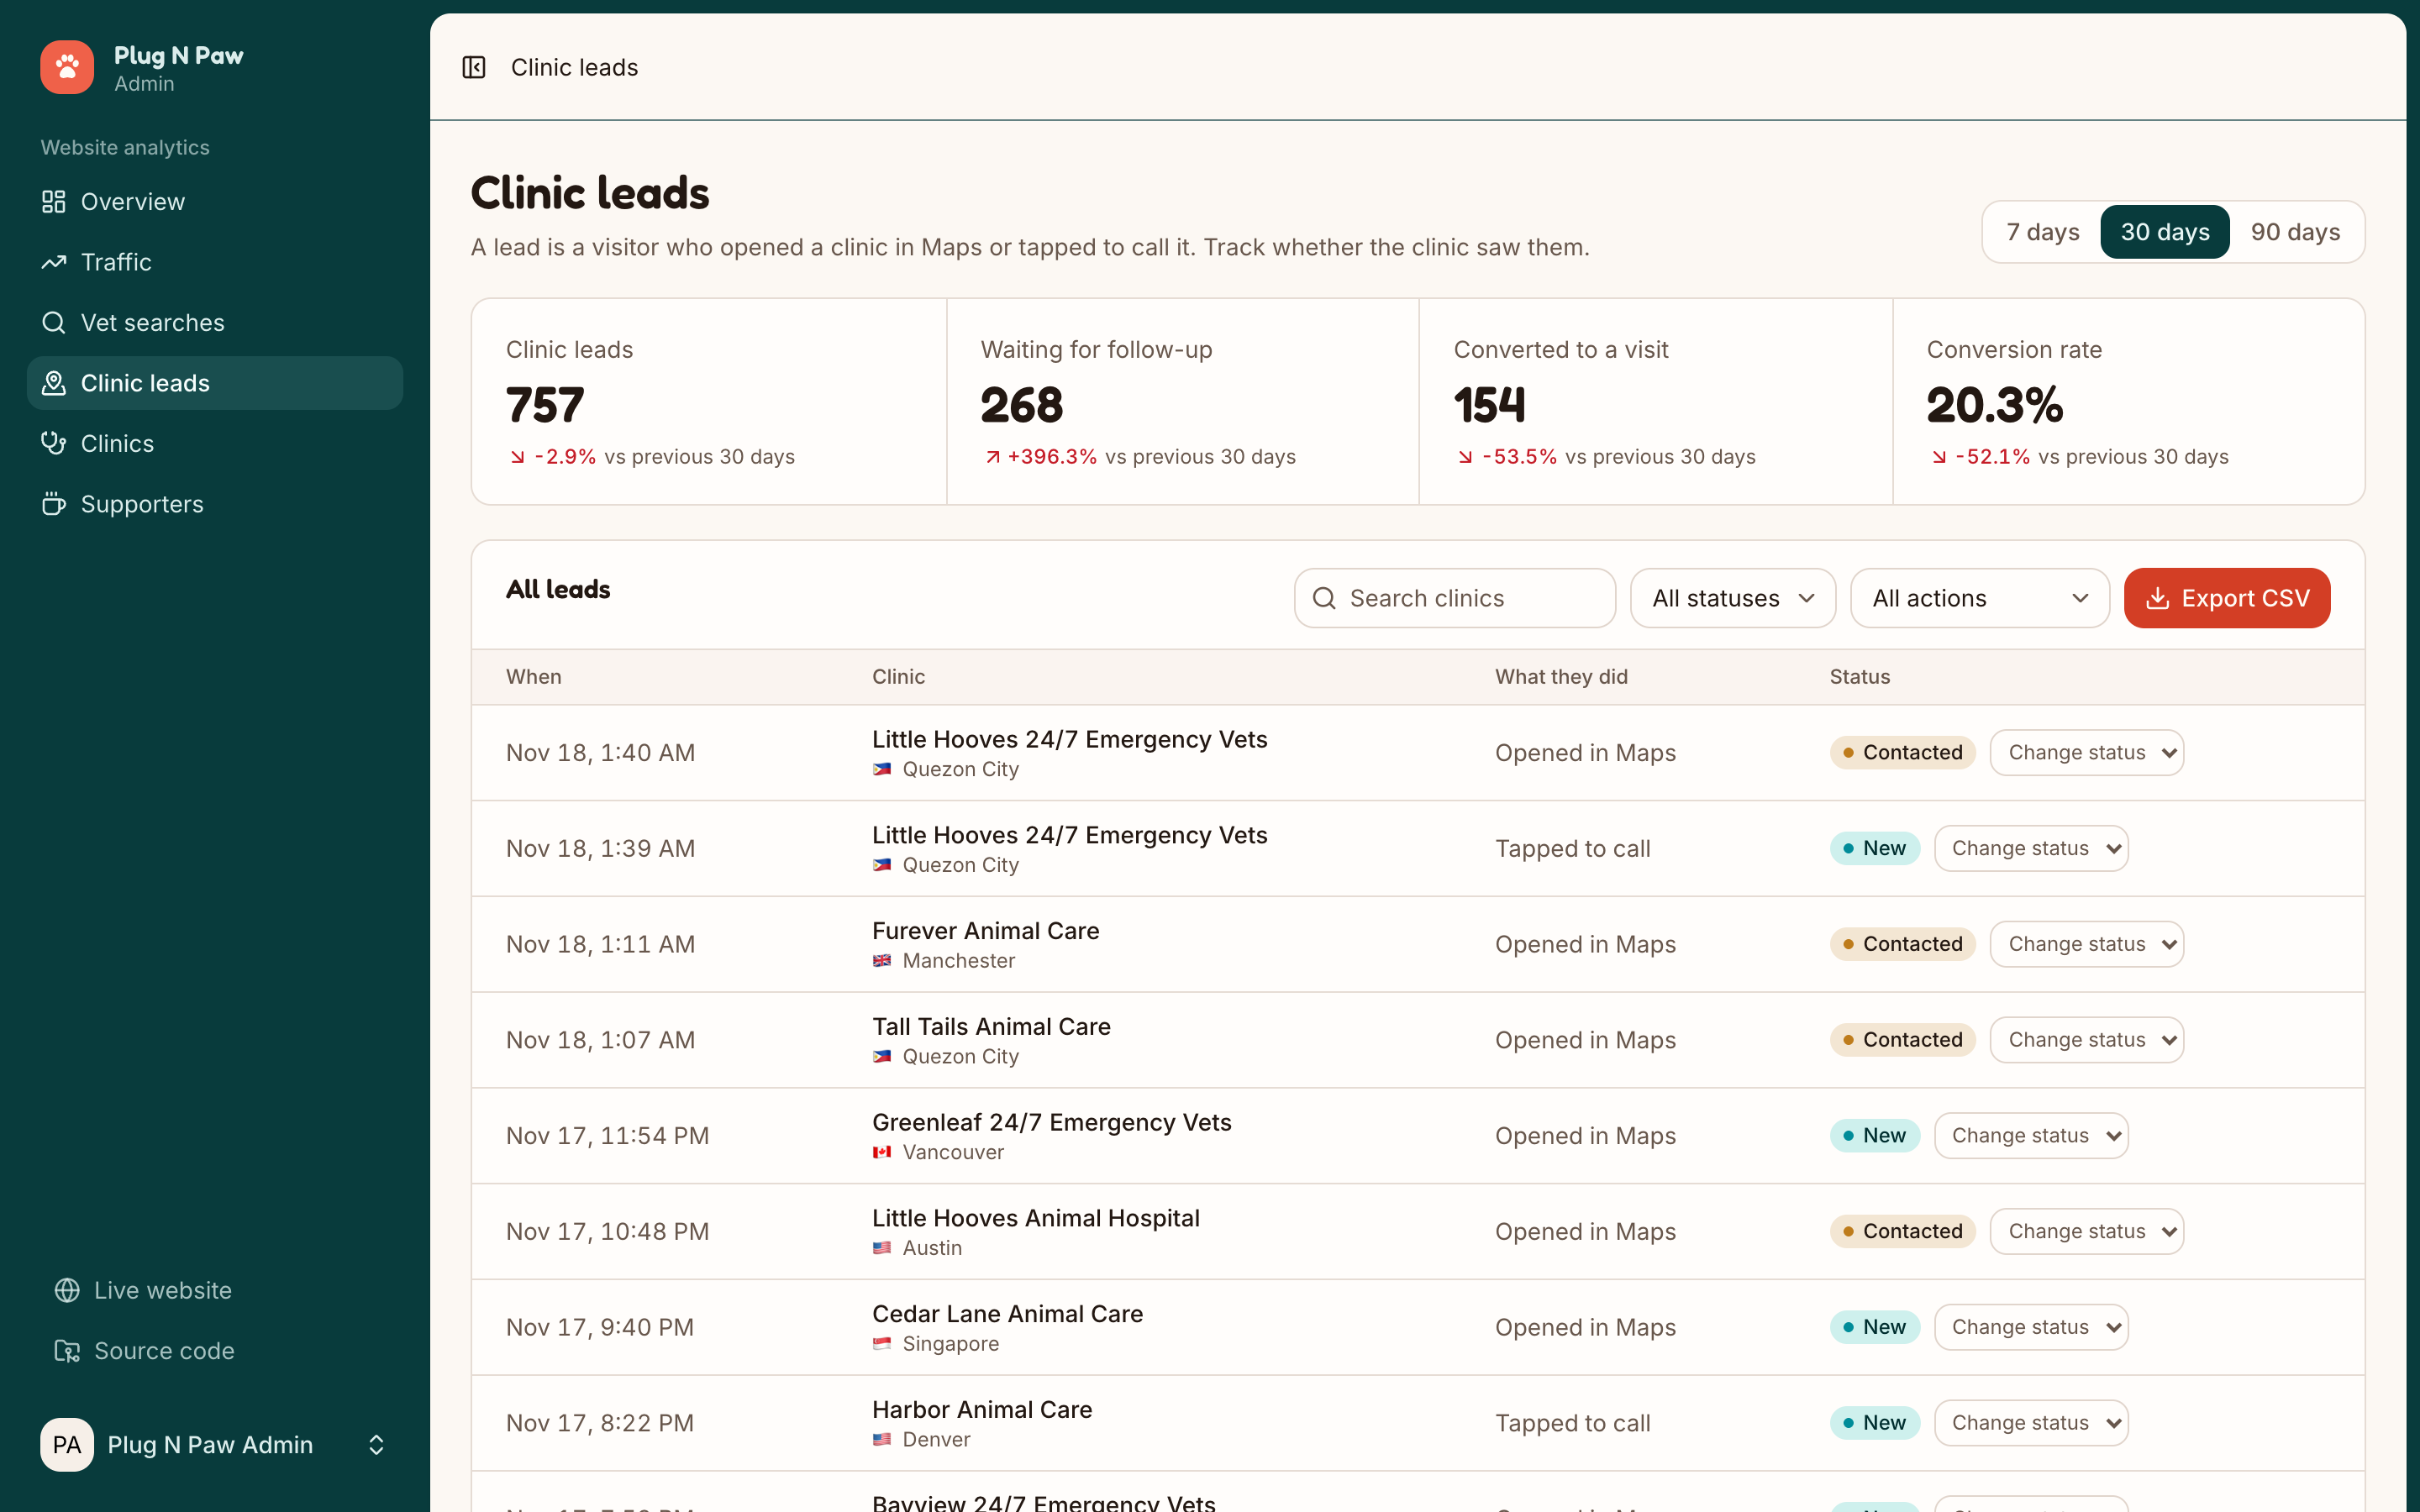 Plug N Paw
Admin
Website analytics
Overview
Traffic
Vet searches
Clinic leads
Clinics
Supporters
Live website
Source code
PA
Plug N Paw Admin
Clinic leads
Clinic leads
A lead is a visitor who opened a clinic in Maps or tapped to call it. Track whether the clinic saw them.
7 days 30 days 90 days
Clinic leads
757
-2.9% vs previous 30 days
Waiting for follow-up
268
+396.3% vs previous 30 days
Converted to a visit
154
-53.5% vs previous 30 days
Conversion rate
20.3%
-52.1% vs previous 30 days
All leads
Search clinics
All statuses
All actions
Export CSV
When Clinic What they did Status
Nov 18, 1:40 AM
Little Hooves 24/7 Emergency Vets
Quezon City
Opened in Maps
Contacted
Change status
Nov 18, 1:39 AM
Little Hooves 24/7 Emergency Vets
Quezon City
Tapped to call
New
Change status
Nov 18, 1:11 AM
Furever Animal Care
Manchester
Opened in Maps
Contacted
Change status
Nov 18, 1:07 AM
Tall Tails Animal Care
Quezon City
Opened in Maps
Contacted
Change status
Nov 17, 11:54 PM
Greenleaf 24/7 Emergency Vets
Vancouver
Opened in Maps
New
Change status
Nov 17, 10:48 PM
Little Hooves Animal Hospital
Austin
Opened in Maps
Contacted
Change status
Nov 17, 9:40 PM
Cedar Lane Animal Care
Singapore
Opened in Maps
New
Change status
Nov 17, 8:22 PM
Harbor Animal Care
Denver
Tapped to call
New
Change status
Bayview 24/7 Emergency Vets